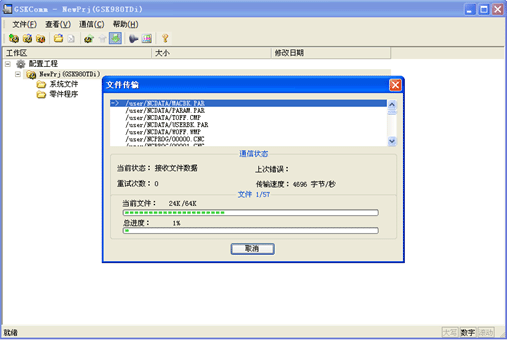 GSKComm - NewPrj(GSK980TDi)
文件(F) 查看(V) 通信(C) 帮助(H)
工作区 大小 修改日期
配置工程
NewPrj(GSK980TDi)
系统文件
零件程序
文件传输
-> /user/NCDATA/MACBK.PAR
/user/NCDATA/PARAM.PAR
/user/NCDATA/TOFF.CMP
/user/NCDATA/USERBK.PAR
/user/NCDATA/WOFF.WMP
/user/NCPROG/O0000.CNC
/user/NCPROG/O0001.CNC
通信状态
当前状态： 接收文件数据 上次错误：
重试次数： 0 传输速度： 4696 字节/秒
文件 1/57
当前文件： 24K/64K
总进度： 1%
取消
就绪 大写 数字 滚动